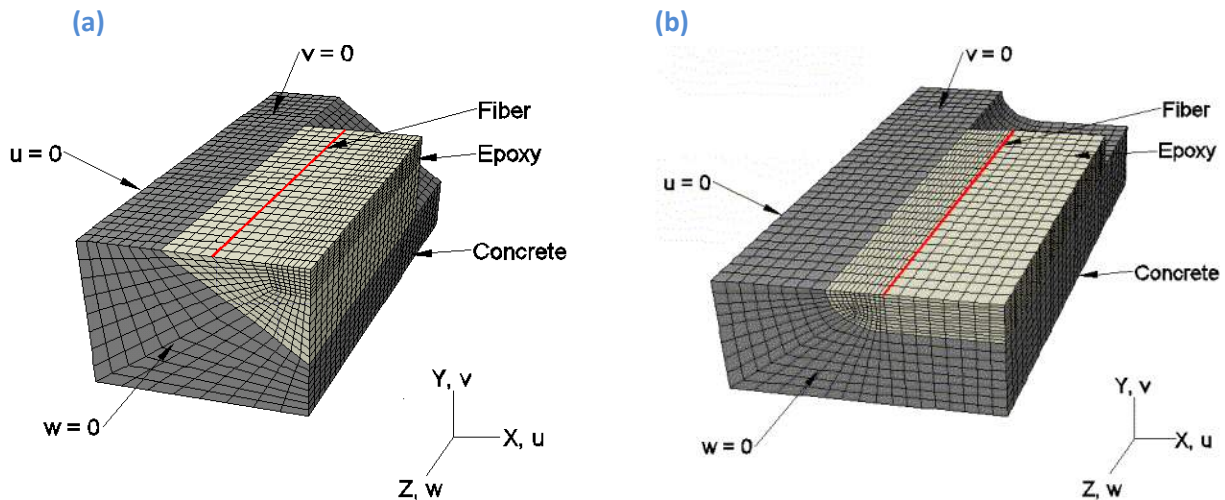 (a)
v = 0
Fiber
Epoxy
u = 0
Concrete
Y, v
X, u
Z, w
w = 0
(b)
v = 0
Fiber
Epoxy
u = 0
Concrete
Y, v
X, u
Z, w
w = 0